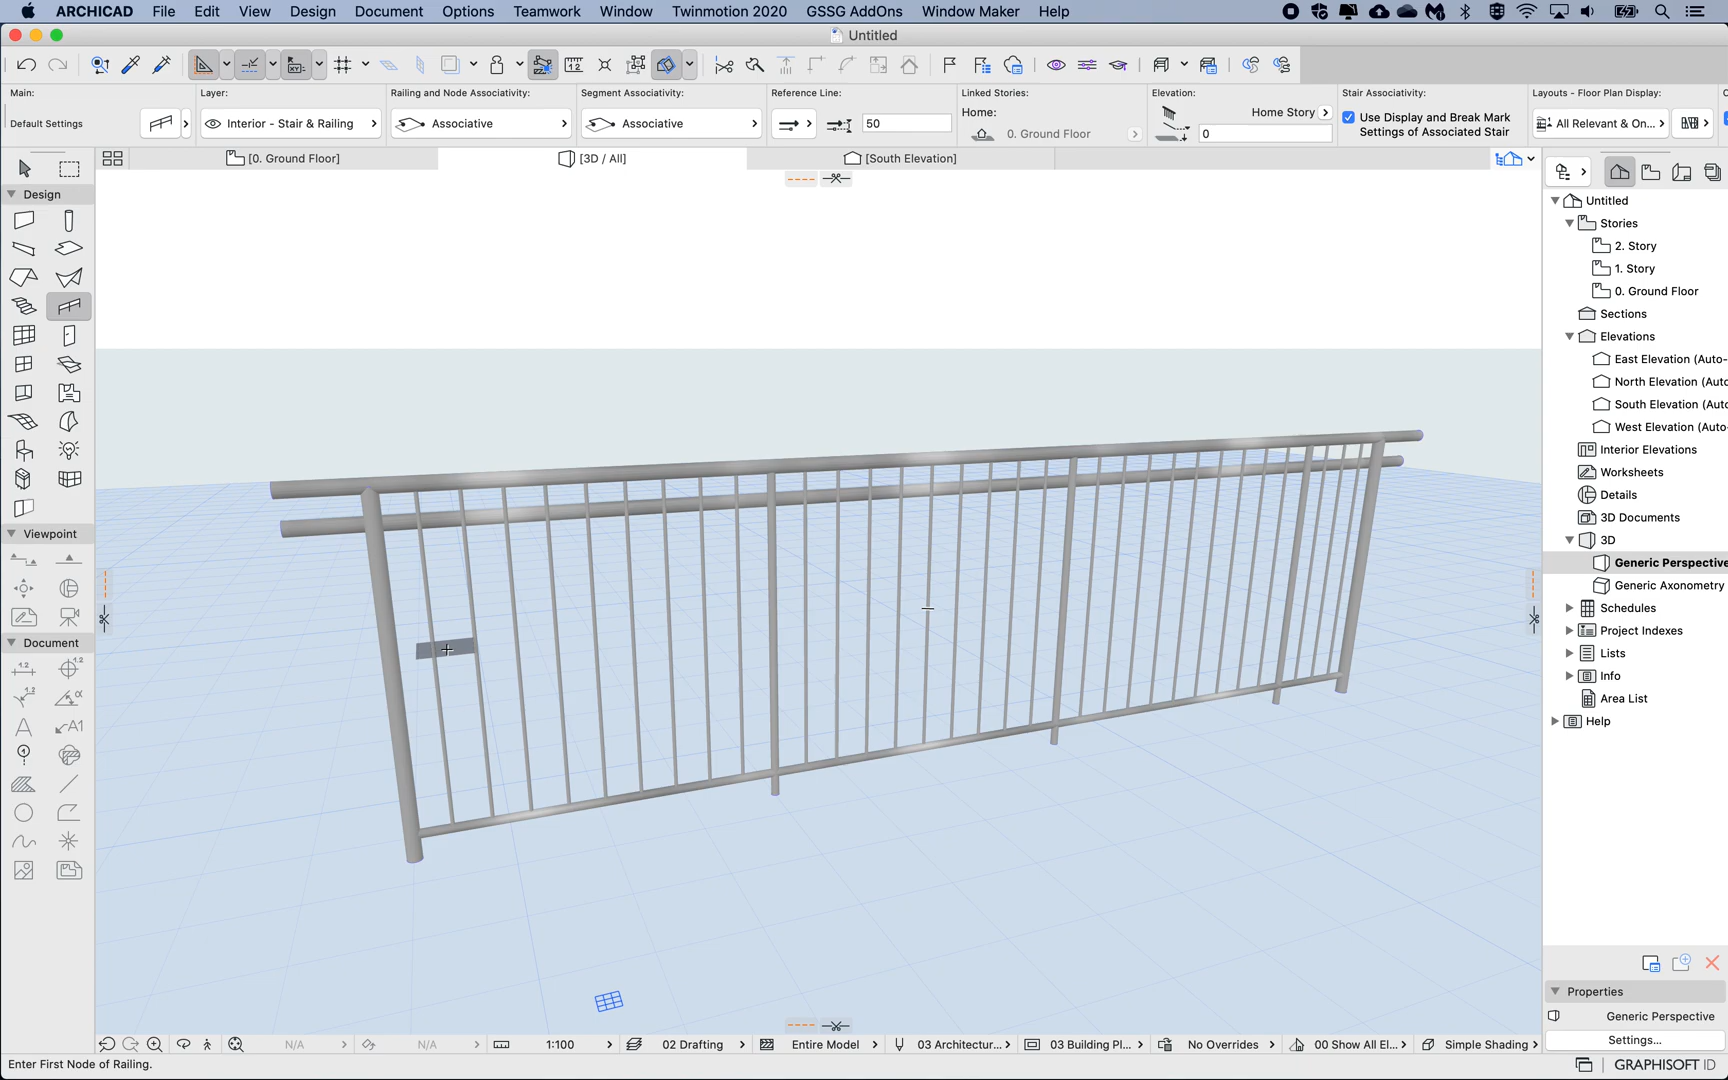 ARCHICAD File Edit View Design Document Options Teamwork Window Twinmotion 2020 GSSG AddOns Window Maker Help
Untitled
Main: Layer: Railing and Node Associativity: Segment Associativity: Reference Line: Linked Stories: Elevation: Stair Associativity: Layouts - Floor Plan Display:
Home: Home Story
Default Settings Interior - Stair & Railing Associative Associative 50 0. Ground Floor 0 Use Display and Break Mark All Relevant & On...
Settings of Associated Stair
[0. Ground Floor] [3D / All] [South Elevation]
Design
Viewpoint
Document
1.2
1.2
A A1
Untitled
Stories
2. Story
1. Story
0. Ground Floor
Sections
Elevations
East Elevation (Auto-
North Elevation (Auto
South Elevation (Auto
West Elevation (Auto-
Interior Elevations
Worksheets
Details
3D Documents
3D
Generic Perspective
Generic Axonometry
Schedules
Project Indexes
Lists
Info
Area List
Help
Properties
Generic Perspective
Settings...
N/A N/A 1:100 02 Drafting Entire Model 03 Architectur... 03 Building Pl... No Overrides 00 Show All El... Simple Shading
Enter First Node of Railing. GRAPHISOFT ID